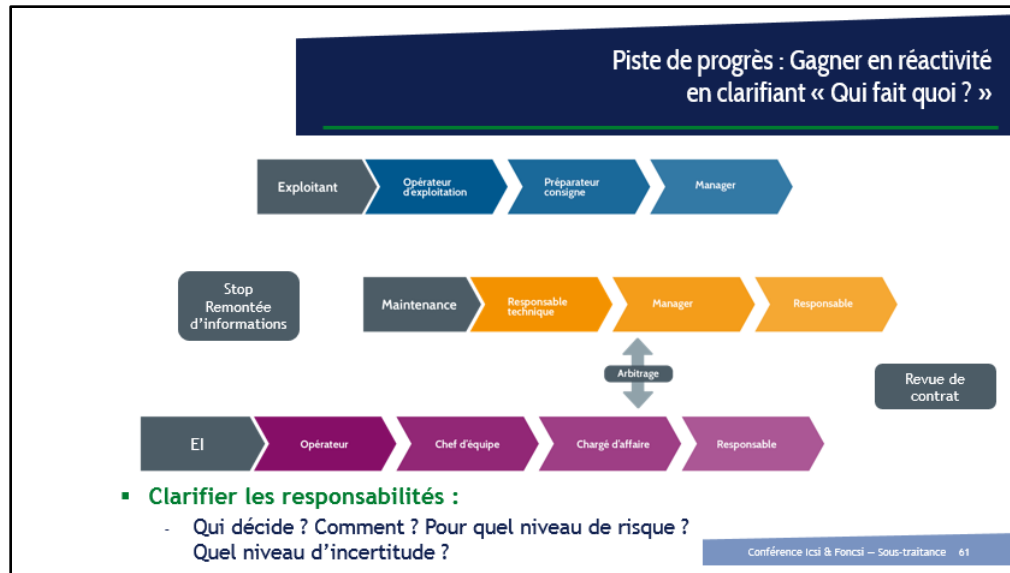 Piste de progrès : Gagner en réactivité
en clarifiant « Qui fait quoi ? »
Exploitant
Opérateur
d'exploitation
Préparateur
consigne
Manager
Stop
Remontée
d'informations
Maintenance
Responsable
technique
Manager
Responsable
Arbitrage
Revue de
contrat
EI
Opérateur
Chef d'équipe
Chargé d'affaire
Responsable
▪ Clarifier les responsabilités :
- Qui décide ? Comment ? Pour quel niveau de risque ?
Quel niveau d'incertitude ?
Conférence Icsi & Foncsi – Sous-traitance 61